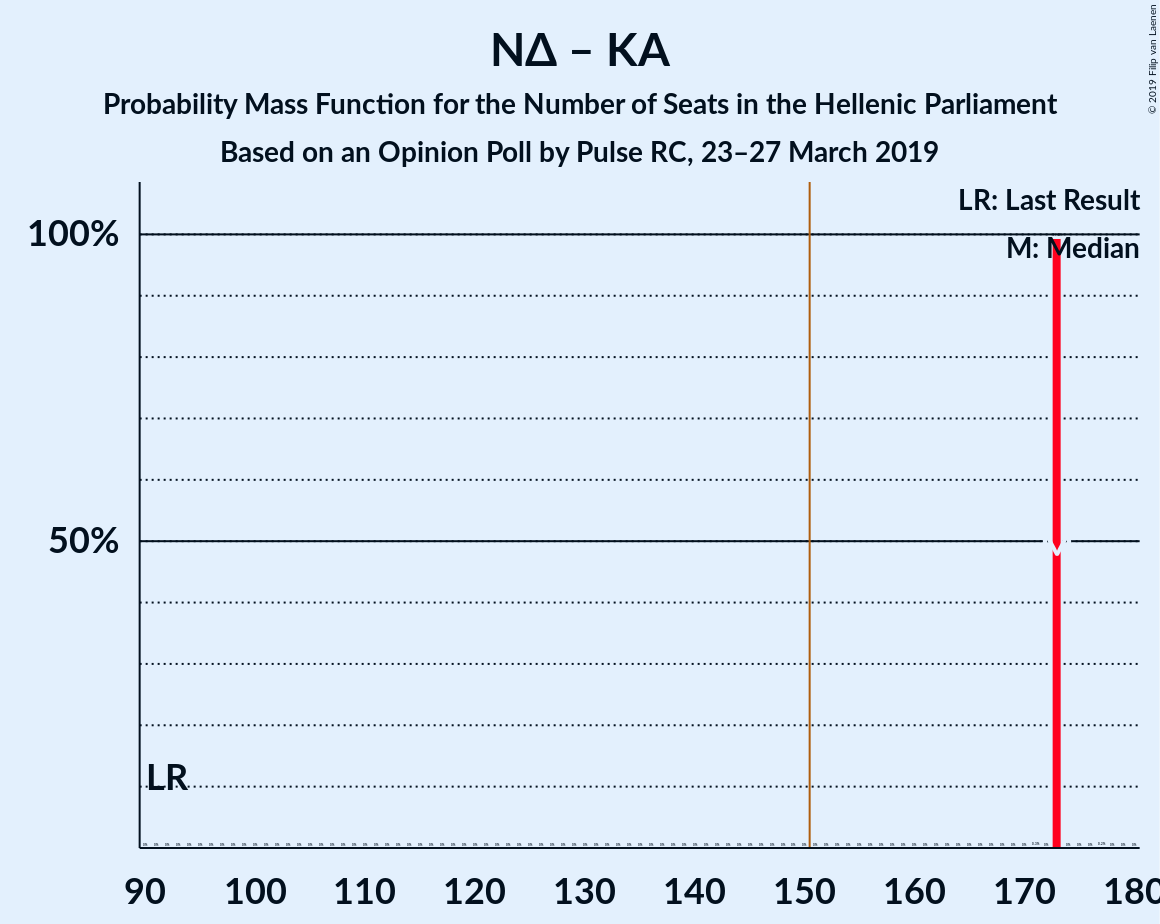 ΝΔ – ΚΑ
Probability Mass Function for the Number of Seats in the Hellenic Parliament
Based on an Opinion Poll by Pulse RC, 23–27 March 2019
© 2019 Filip van Laenen
LR: Last Result
M: Median
100%
50%
LR
M
90 100 110 120 130 140 150 160 170 180